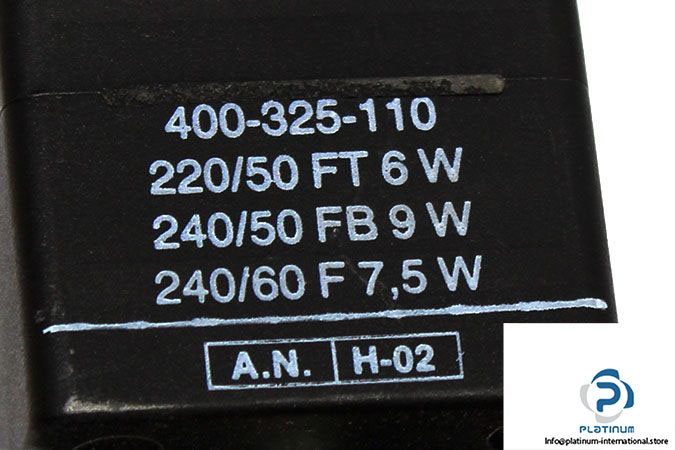 400-325-110
220/50 FT 6 W
240/50 FB 9 W
240/60 F 7,5 W
A.N. H-02
PLATINUM
Info@platinum-international.store